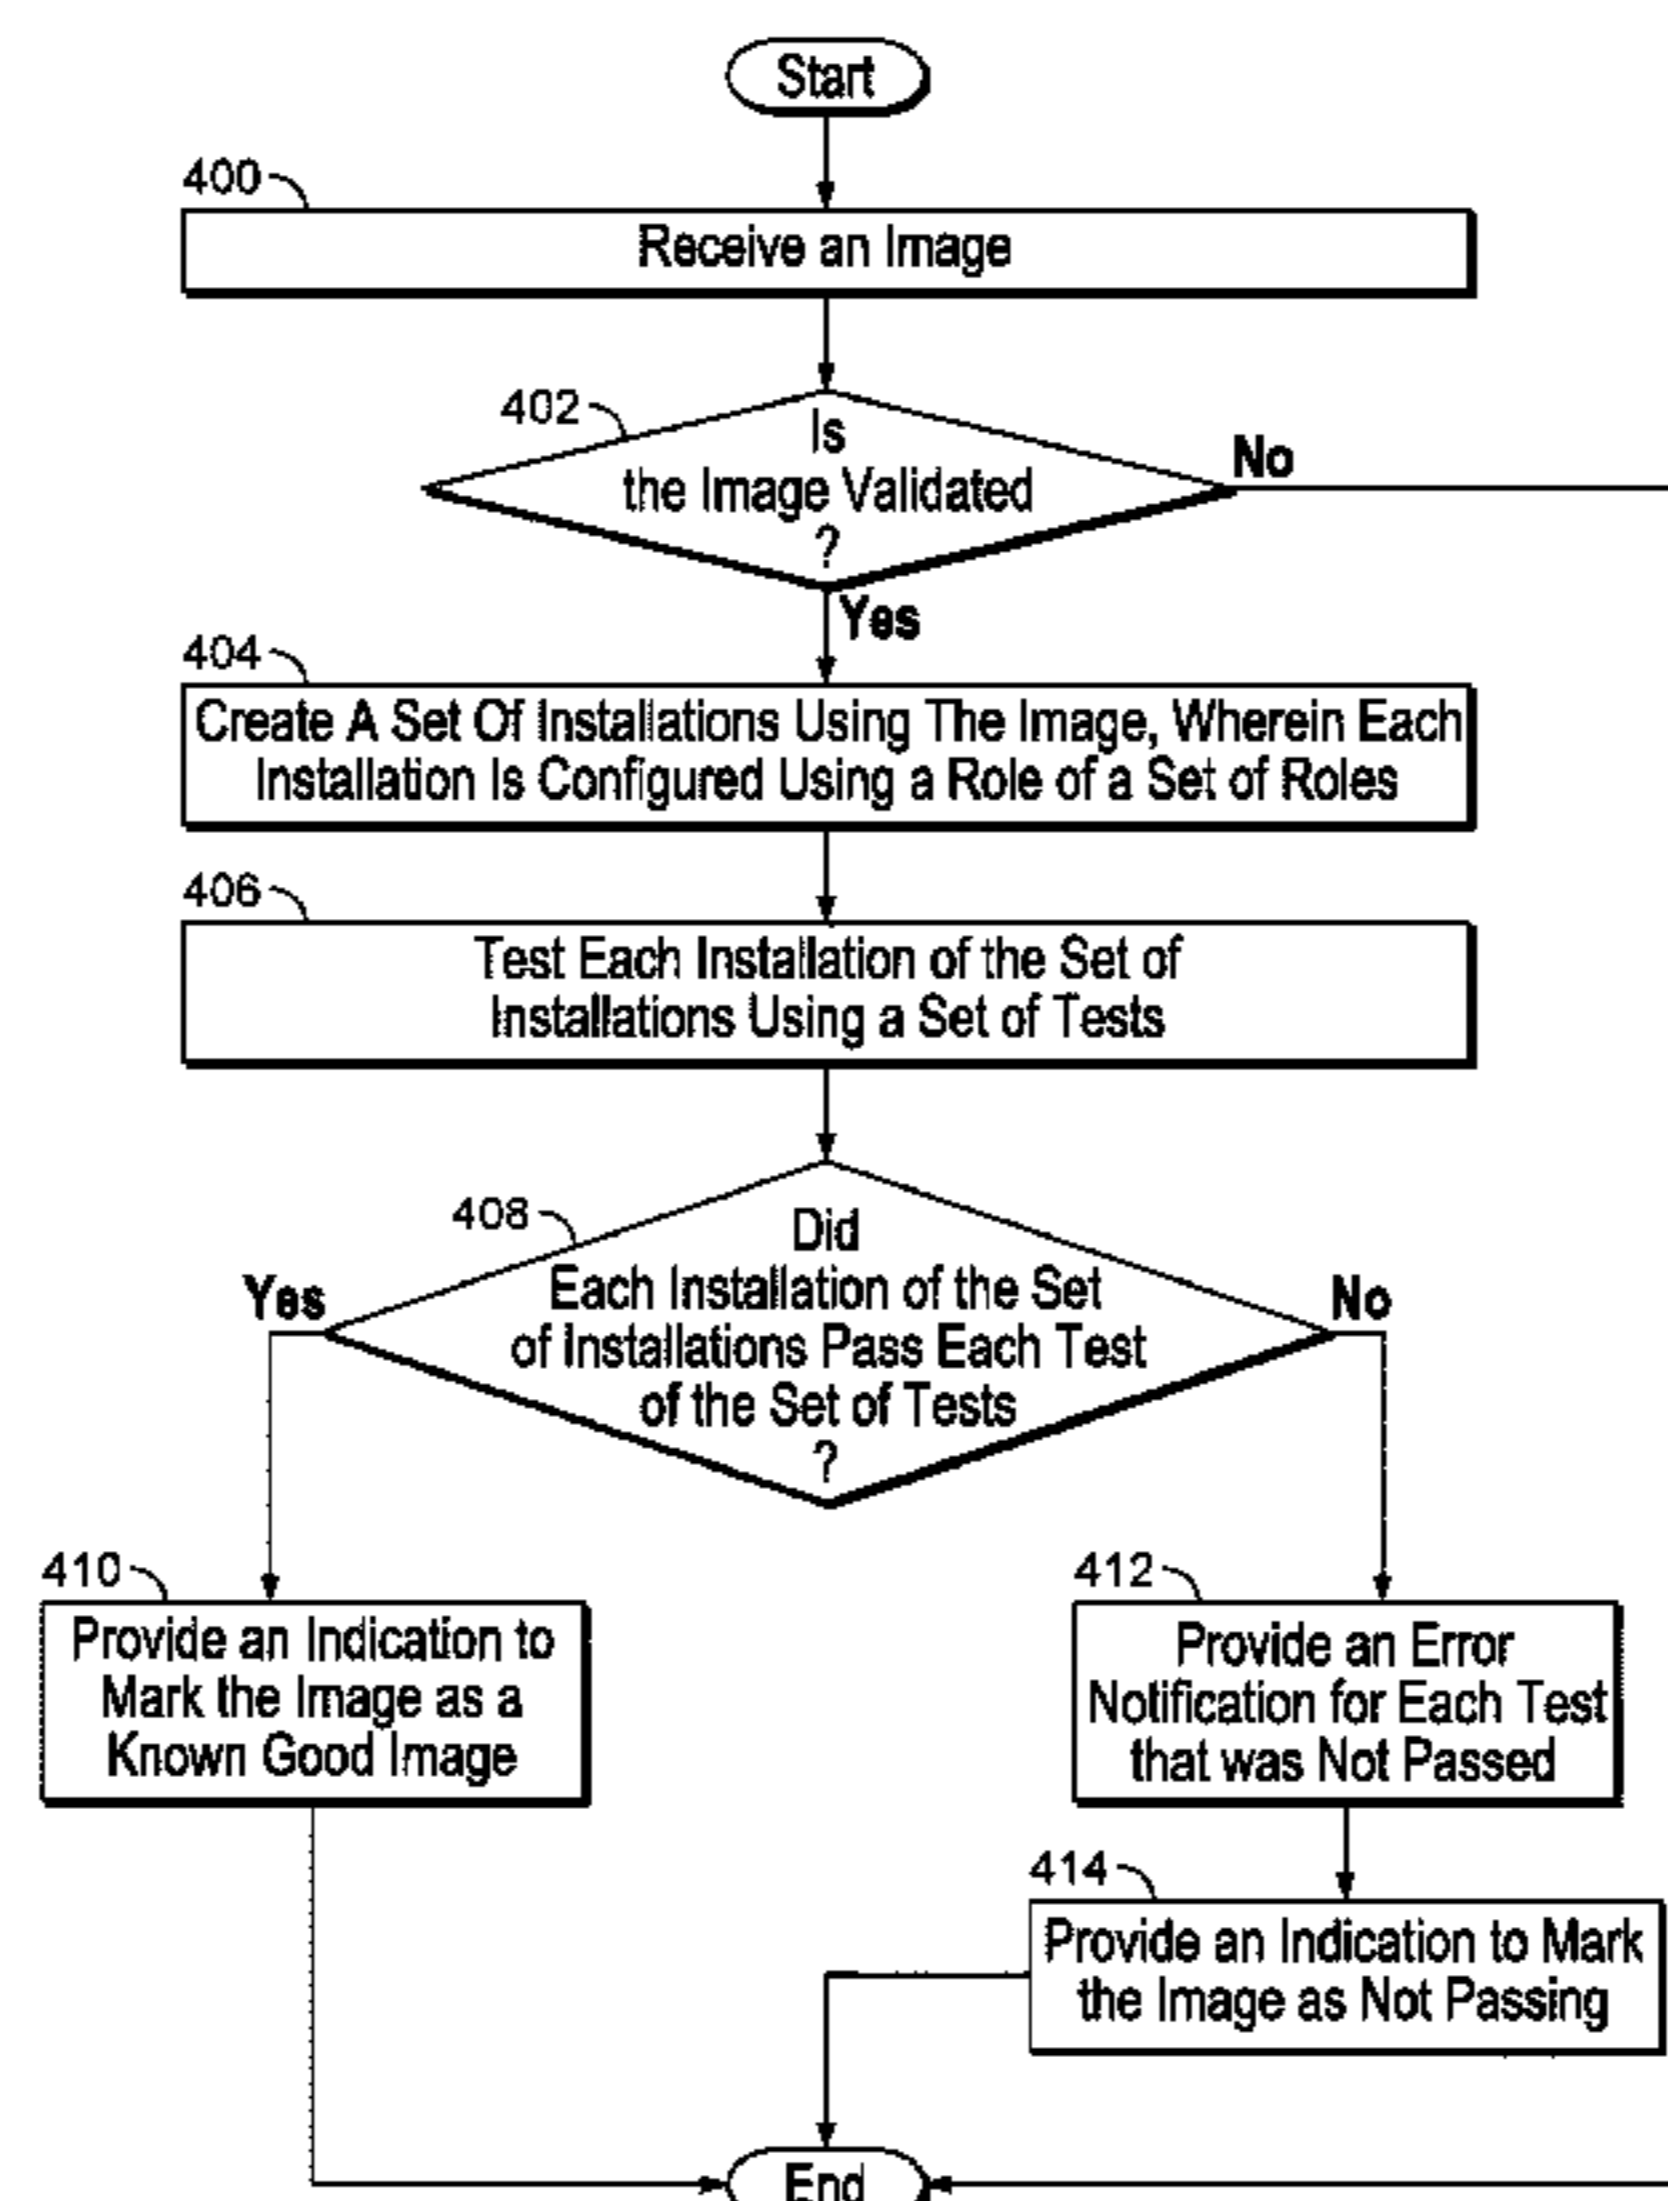 Start
400
Receive an Image
402
Is
the Image Validated
?
No
Yes
404
Create A Set Of Installations Using The Image, Wherein Each
Installation Is Configured Using a Role of a Set of Roles
406
Test Each Installation of the Set of
Installations Using a Set of Tests
408
Did
Each Installation of the Set
of Installations Pass Each Test
of the Set of Tests
?
Yes
No
410
Provide an Indication to
Mark the Image as a
Known Good Image
412
Provide an Error
Notification for Each Test
that was Not Passed
414
Provide an Indication to Mark
the Image as Not Passing
End